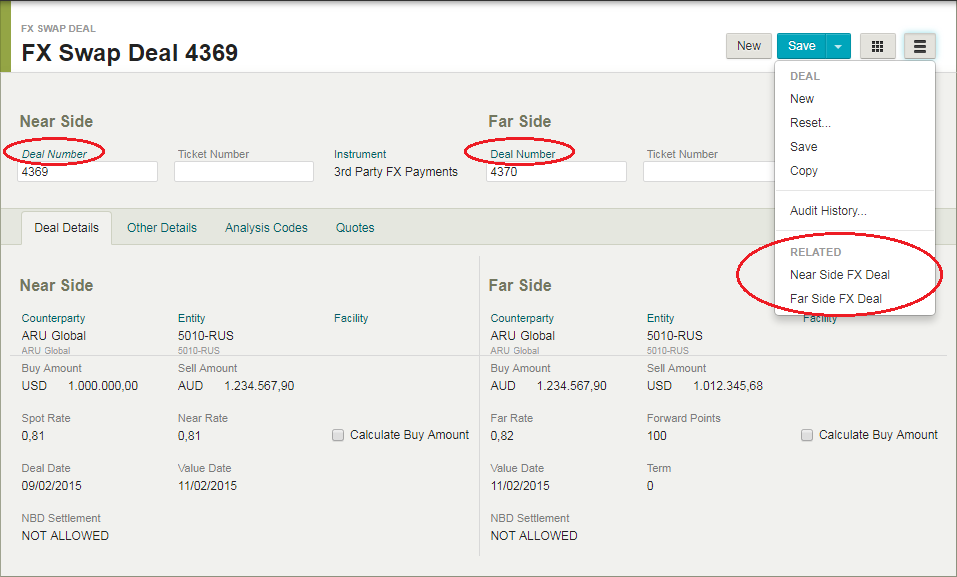 FX SWAP DEAL
FX Swap Deal 4369
New
Save
DEAL
New
Reset...
Save
Copy
Audit History...
RELATED
Near Side FX Deal
Far Side FX Deal
Near Side
Far Side
Deal Number
Ticket Number
Instrument
Deal Number
Ticket Number
4369
3rd Party FX Payments
4370
Deal Details
Other Details
Analysis Codes
Quotes
Near Side
Counterparty
Entity
Facility
ARU Global
5010-RUS
ARU Global
5010-RUS
Buy Amount
Sell Amount
USD 1.000.000,00
AUD 1.234.567,90
Spot Rate
Near Rate
0,81
0,81
Calculate Buy Amount
Deal Date
Value Date
09/02/2015
11/02/2015
NBD Settlement
NOT ALLOWED
Far Side
Counterparty
Entity
Facility
ARU Global
5010-RUS
ARU Global
5010-RUS
Buy Amount
Sell Amount
AUD 1.234.567,90
USD 1.012.345,68
Far Rate
Forward Points
0,82
100
Calculate Buy Amount
Value Date
Term
11/02/2015
0
NBD Settlement
NOT ALLOWED